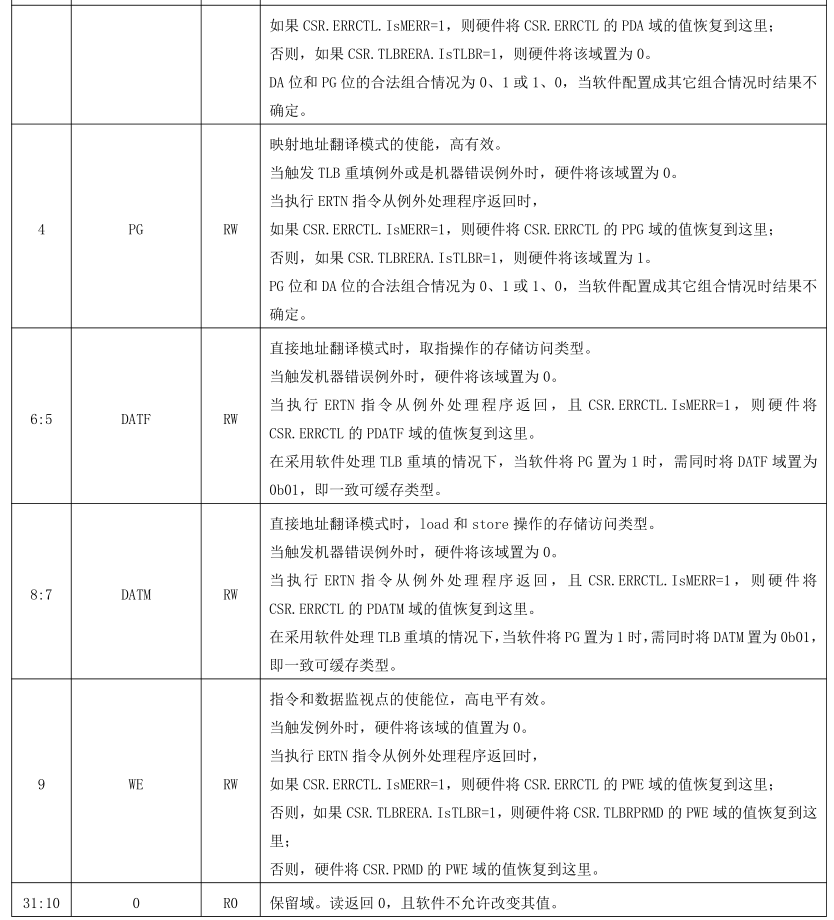 如果 CSR.ERRCTL.IsMERR=1，则硬件将 CSR.ERRCTL 的 PDA 域的值恢复到这里；
否则，如果 CSR.TLBRERA.IsTLBR=1，则硬件将该域置为 0。
DA 位和 PG 位的合法组合情况为 0、1 或 1、0，当软件配置成其它组合情况时结果不
确定。
映射地址翻译模式的使能，高有效。
当触发 TLB 重填例外或是机器错误例外时，硬件将该域置为 0。
当执行 ERTN 指令从例外处理程序返回时，
4 PG RW 如果 CSR.ERRCTL.IsMERR=1，则硬件将 CSR.ERRCTL 的 PPG 域的值恢复到这里；
否则，如果 CSR.TLBRERA.IsTLBR=1，则硬件将该域置为 1。
PG 位和 DA 位的合法组合情况为 0、1 或 1、0，当软件配置成其它组合情况时结果不
确定。
直接地址翻译模式时，取指操作的存储访问类型。
当触发机器错误例外时，硬件将该域置为 0。
当执行 ERTN 指令从例外处理程序返回，且 CSR.ERRCTL.IsMERR=1，则硬件将
6:5 DATF RW
CSR.ERRCTL 的 PDATF 域的值恢复到这里。
在采用软件处理 TLB 重填的情况下，当软件将 PG 置为 1 时，需同时将 DATF 域置为
0b01，即一致可缓存类型。
直接地址翻译模式时，load 和 store 操作的存储访问类型。
当触发机器错误例外时，硬件将该域置为 0。
当执行 ERTN 指令从例外处理程序返回，且 CSR.ERRCTL.IsMERR=1，则硬件将
8:7 DATM RW
CSR.ERRCTL 的 PDATM 域的值恢复到这里。
在采用软件处理 TLB 重填的情况下，当软件将 PG 置为 1 时，需同时将 DATM 置为 0b01，
即一致可缓存类型。
指令和数据监视点的使能位，高电平有效。
当触发例外时，硬件将该域的值置为 0。
当执行 ERTN 指令从例外处理程序返回时，
9 WE RW 如果 CSR.ERRCTL.IsMERR=1，则硬件将 CSR.ERRCTL 的 PWE 域的值恢复到这里；
否则，如果 CSR.TLBRERA.IsTLBR=1，则硬件将 CSR.TLBRPRMD 的 PWE 域的值恢复到这
里；
否则，硬件将 CSR.PRMD 的 PWE 域的值恢复到这里。
31:10 0 R0 保留域。读返回 0，且软件不允许改变其值。